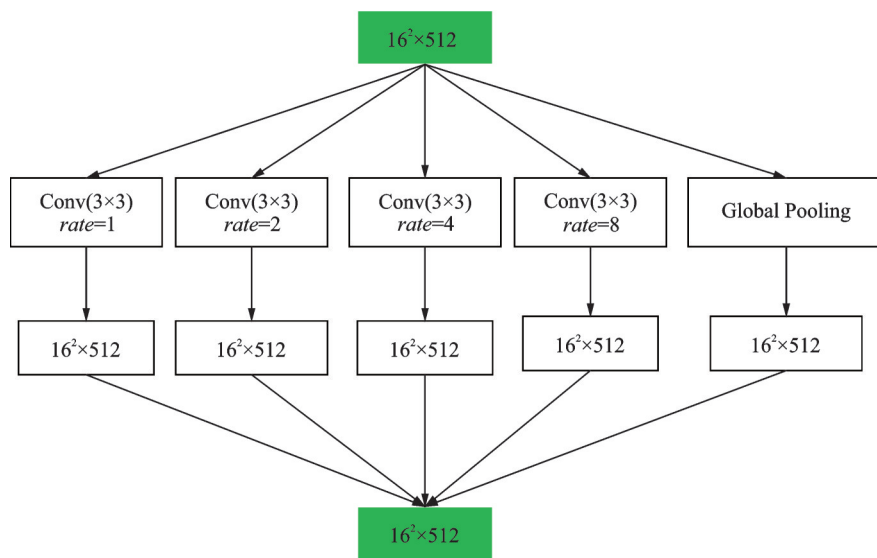 16²×512
Conv(3×3)
rate=1
Conv(3×3)
rate=2
Conv(3×3)
rate=4
Conv(3×3)
rate=8
Global Pooling
16²×512
16²×512
16²×512
16²×512
16²×512
16²×512